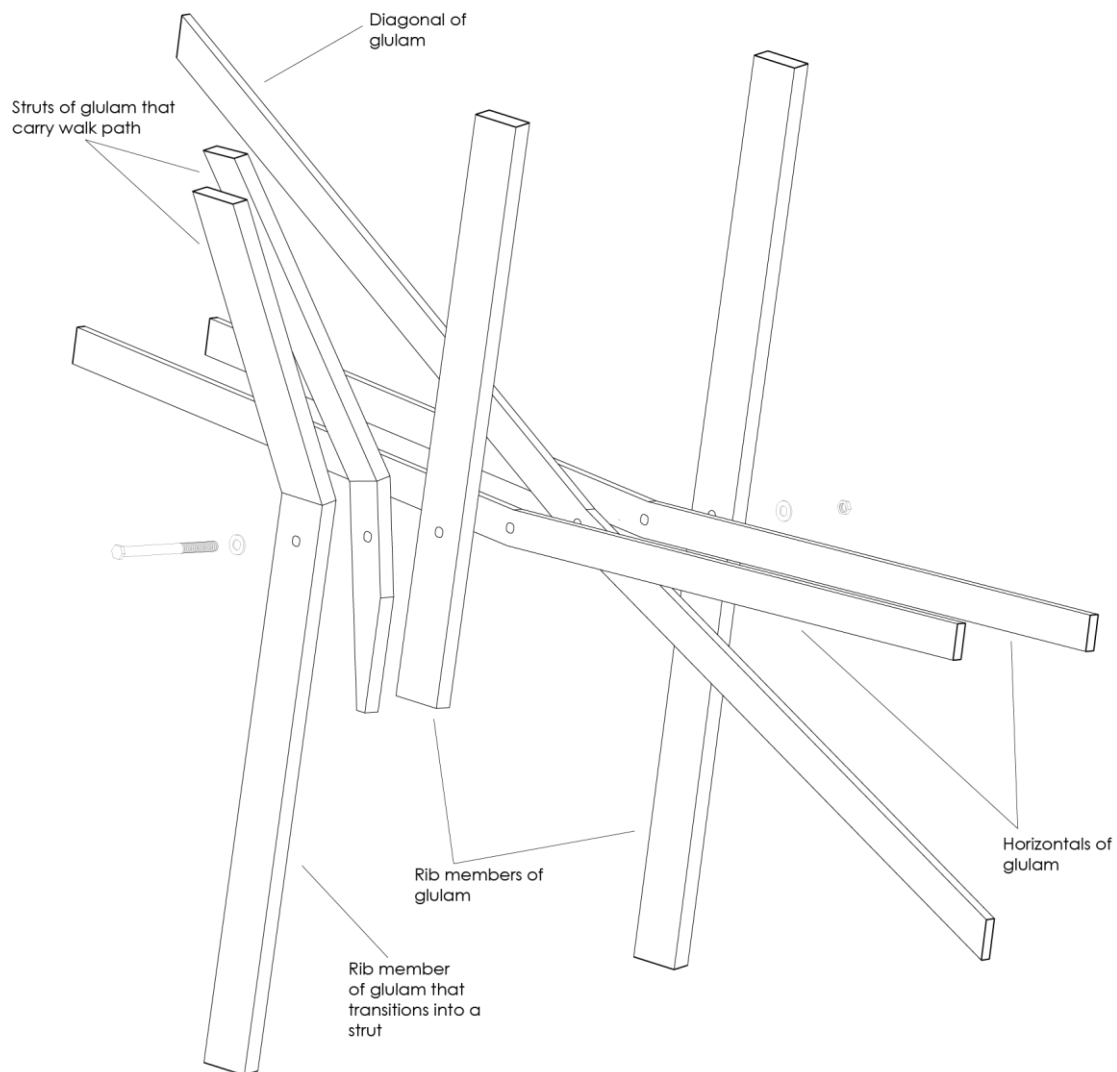 Diagonal of
glulam
Struts of glulam that
carry walk path
Horizontals of
glulam
Rib members of
glulam
Rib member
of glulam that
transitions into a
strut